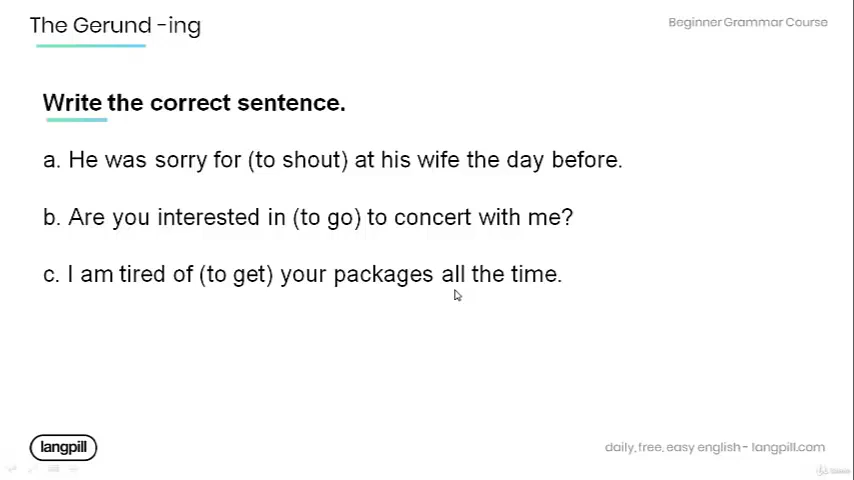 The Gerund -ing
Beginner Grammar Course
Write the correct sentence.
a. He was sorry for (to shout) at his wife the day before.
b. Are you interested in (to go) to concert with me?
c. I am tired of (to get) your packages all the time.
langpill
daily, free, easy english - langpill.com